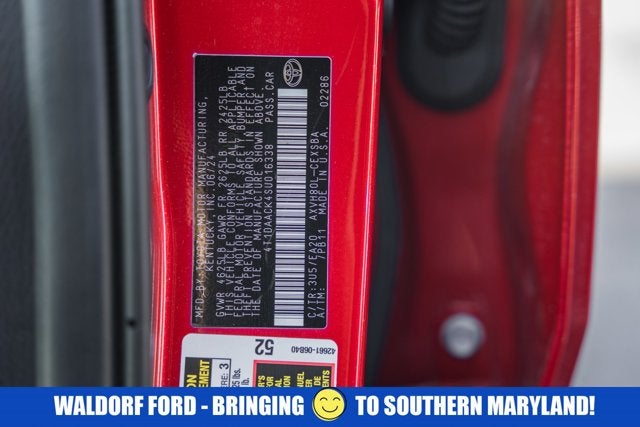 MFD.BY:TOYOTA MOTOR MANUFACTURING,
KENTUCKY,INC. 06/24
GVWR 4625LB GAWR FR 2625LB RR 2425LB
THIS VEHICLE CONFORMS TO ALL APPLICABLE
FEDERAL MOTOR VEHICLE SAFETY, BUMPER,AND
THEFT PREVENTION STANDARDS IN EFFECT ON
THE DATE OF MANUFACTURE SHOWN ABOVE.
4T1DAACK4SU016338 PASS.CAR
C/TR:3U5/EA20 AXVH80L-CEXSBA
A/TM: /PB11 MADE IN U.S.A. 02286
42661-06B40
52
WALDORF FORD - BRINGING TO SOUTHERN MARYLAND!